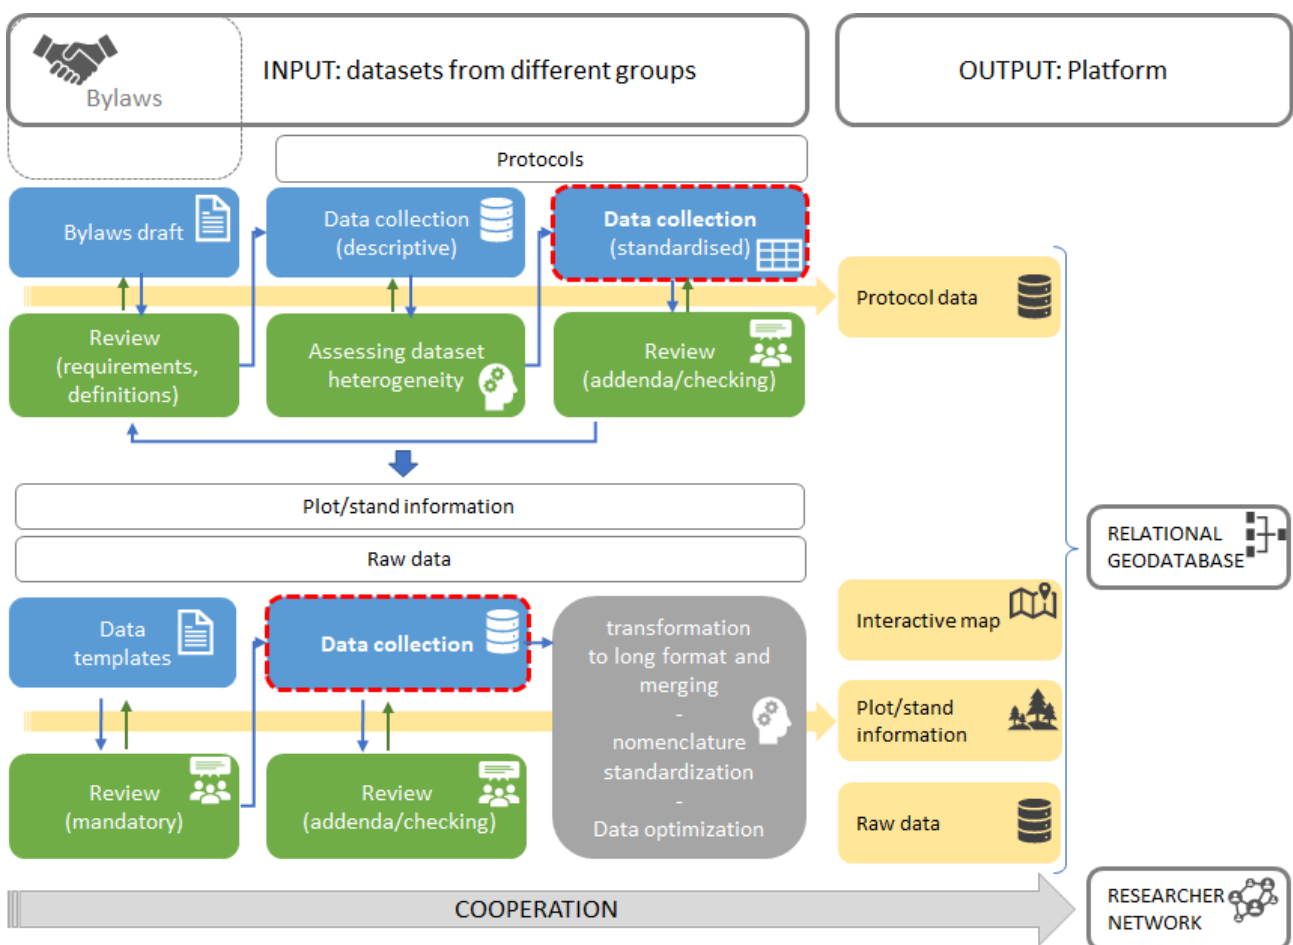 Bylaws
INPUT: datasets from different groups
OUTPUT: Platform
Protocols
Bylaws draft
Data collection
(descriptive)
Data collection
(standardised)
Protocol data
Review
(requirements,
definitions)
Assessing dataset
heterogeneity
Review
(addenda/checking)
Plot/stand information
Raw data
RELATIONAL
GEODATABASE
Data
templates
Data collection
transformation
to long format and
merging
-
nomenclature
standardization
-
Data optimization
Interactive map
Plot/stand
information
Review
(mandatory)
Review
(addenda/checking)
Raw data
COOPERATION
RESEARCHER
NETWORK